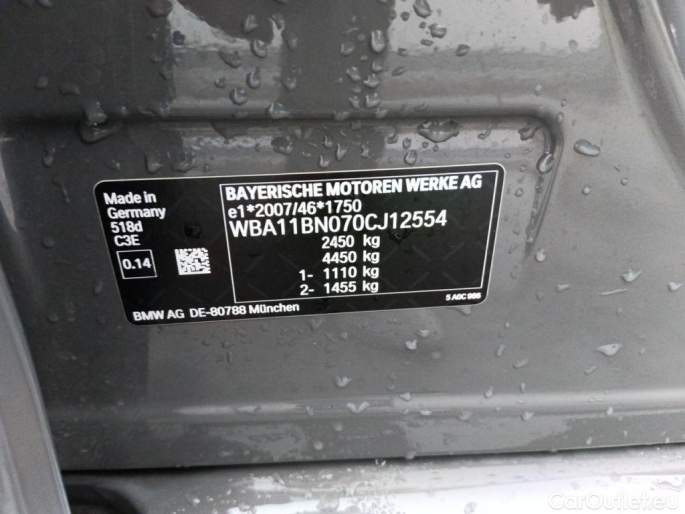 Made in
Germany
518d
C3E
0.14
BAYERISCHE MOTOREN WERKE AG
e1*2007/46*1750
WBA11BN070CJ12554
2450 kg
4450 kg
1- 1110 kg
2- 1455 kg
BMW AG DE-80788 München
5 A0C 986
CarOutlet.eu